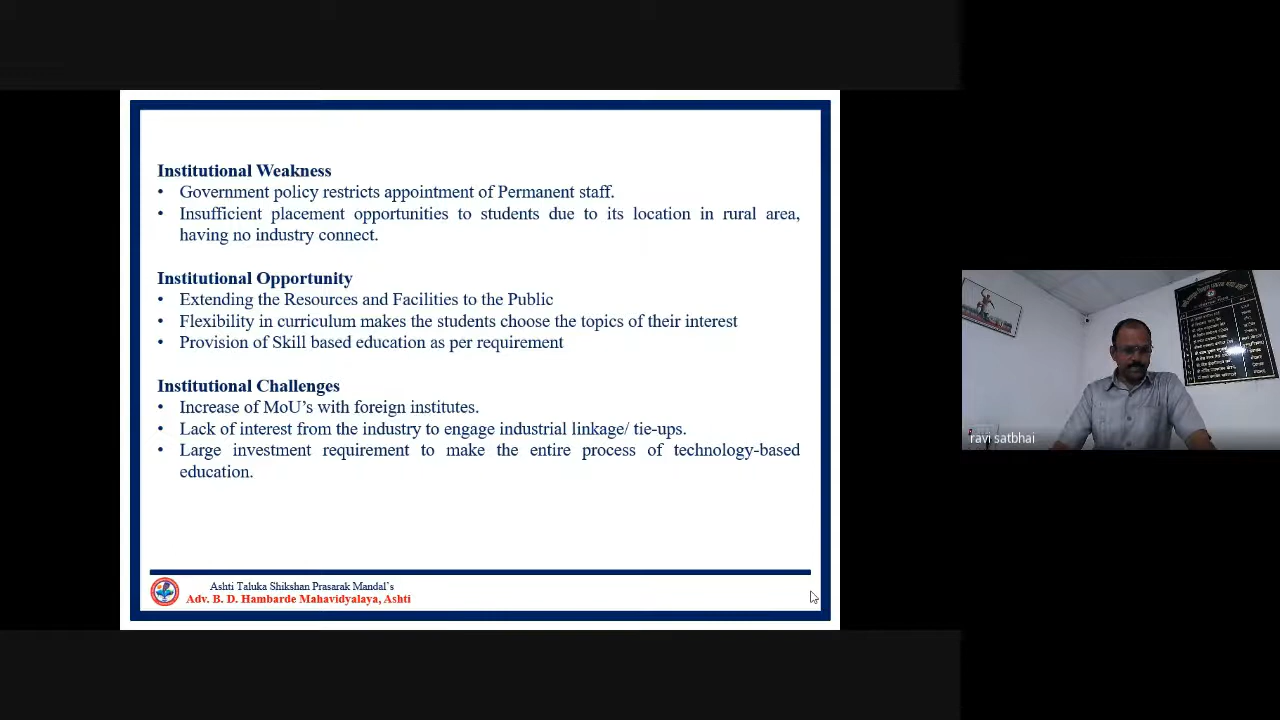 Institutional Weakness
• Government policy restricts appointment of Permanent staff.
• Insufficient placement opportunities to students due to its location in rural area,
having no industry connect.
Institutional Opportunity
• Extending the Resources and Facilities to the Public
• Flexibility in curriculum makes the students choose the topics of their interest
• Provision of Skill based education as per requirement
Institutional Challenges
• Increase of MoU's with foreign institutes.
• Lack of interest from the industry to engage industrial linkage/ tie-ups.
• Large investment requirement to make the entire process of technology-based
education.
Ashti Taluka Shikshan Prasarak Mandal's
Adv. B. D. Hambarde Mahavidyalaya, Ashti
ravi satbhai